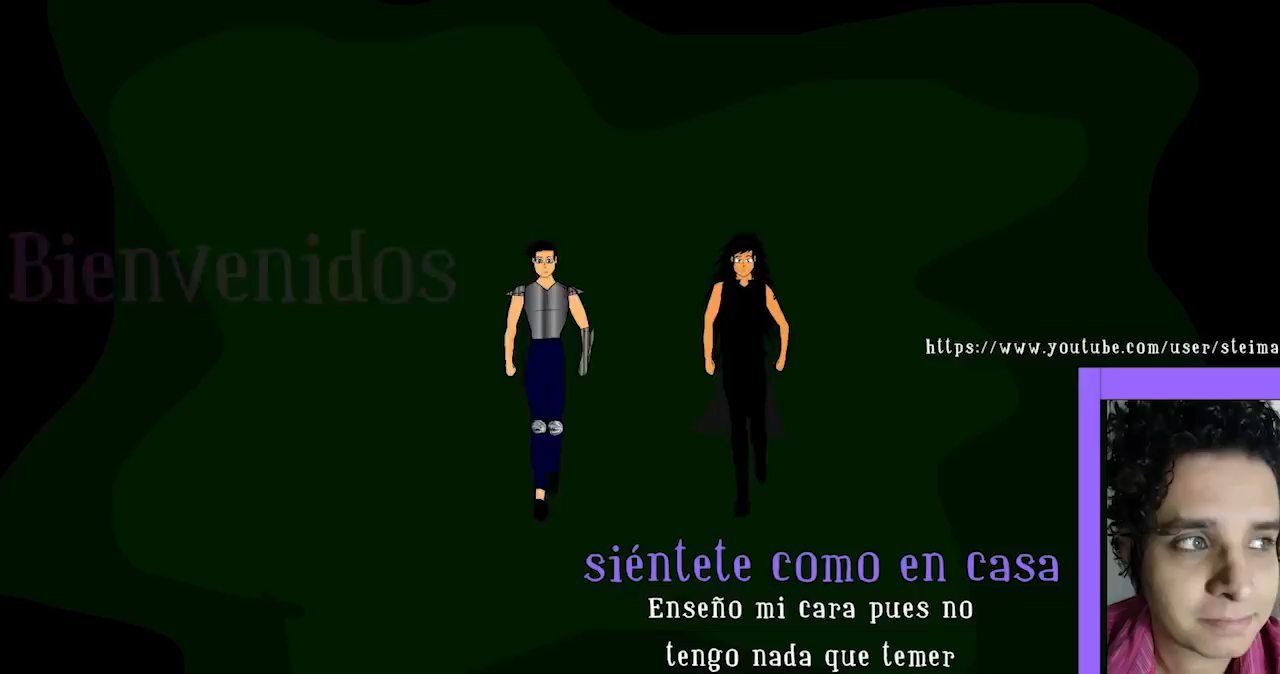 Bienvenidos
https://www.youtube.com/user/steima
siéntete como en casa
Enseño mi cara pues no
tengo nada que temer